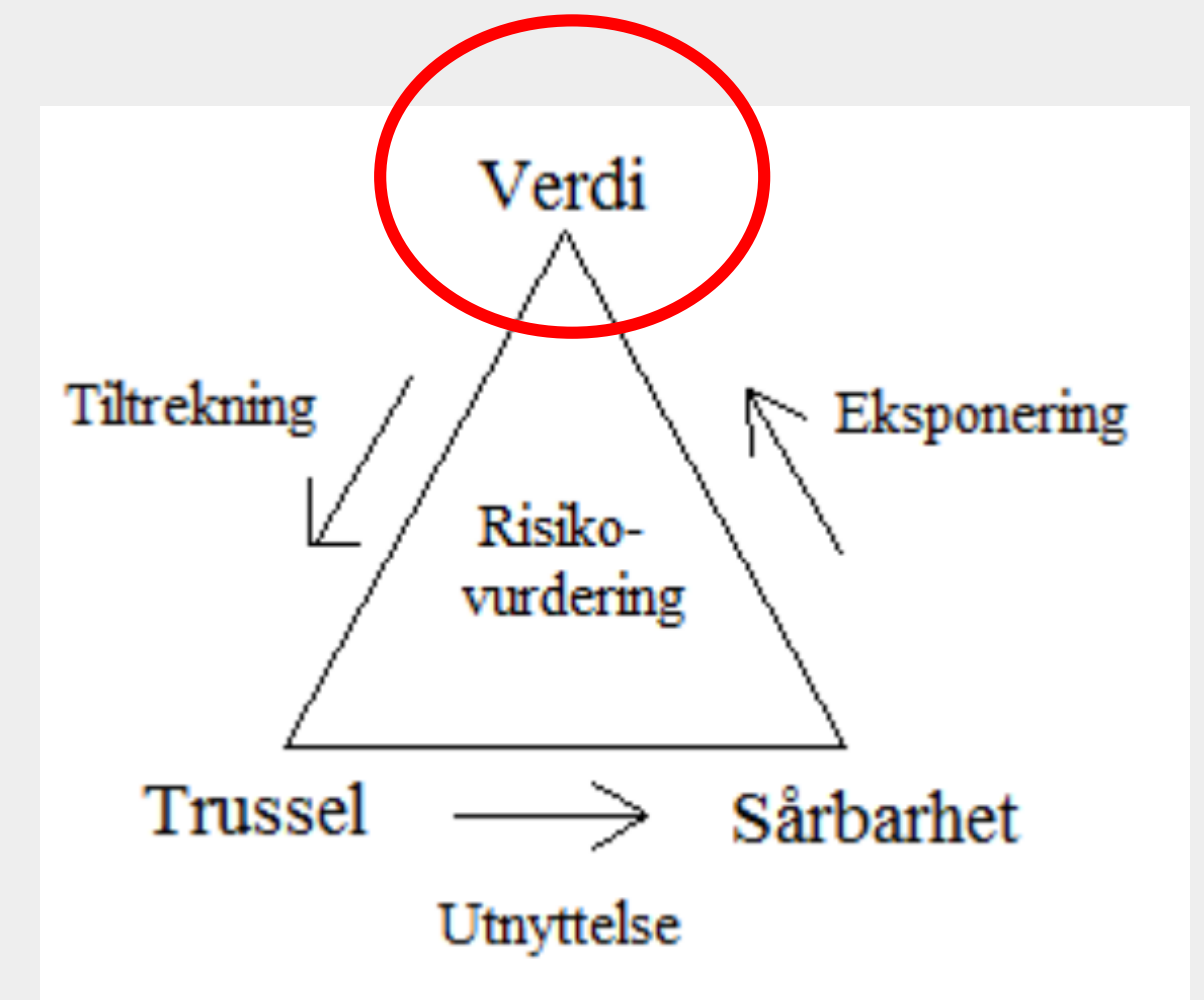 Verdi
Tiltrekning
Eksponering
Risiko-
vurdering
Trussel
Sårbarhet
Utnyttelse